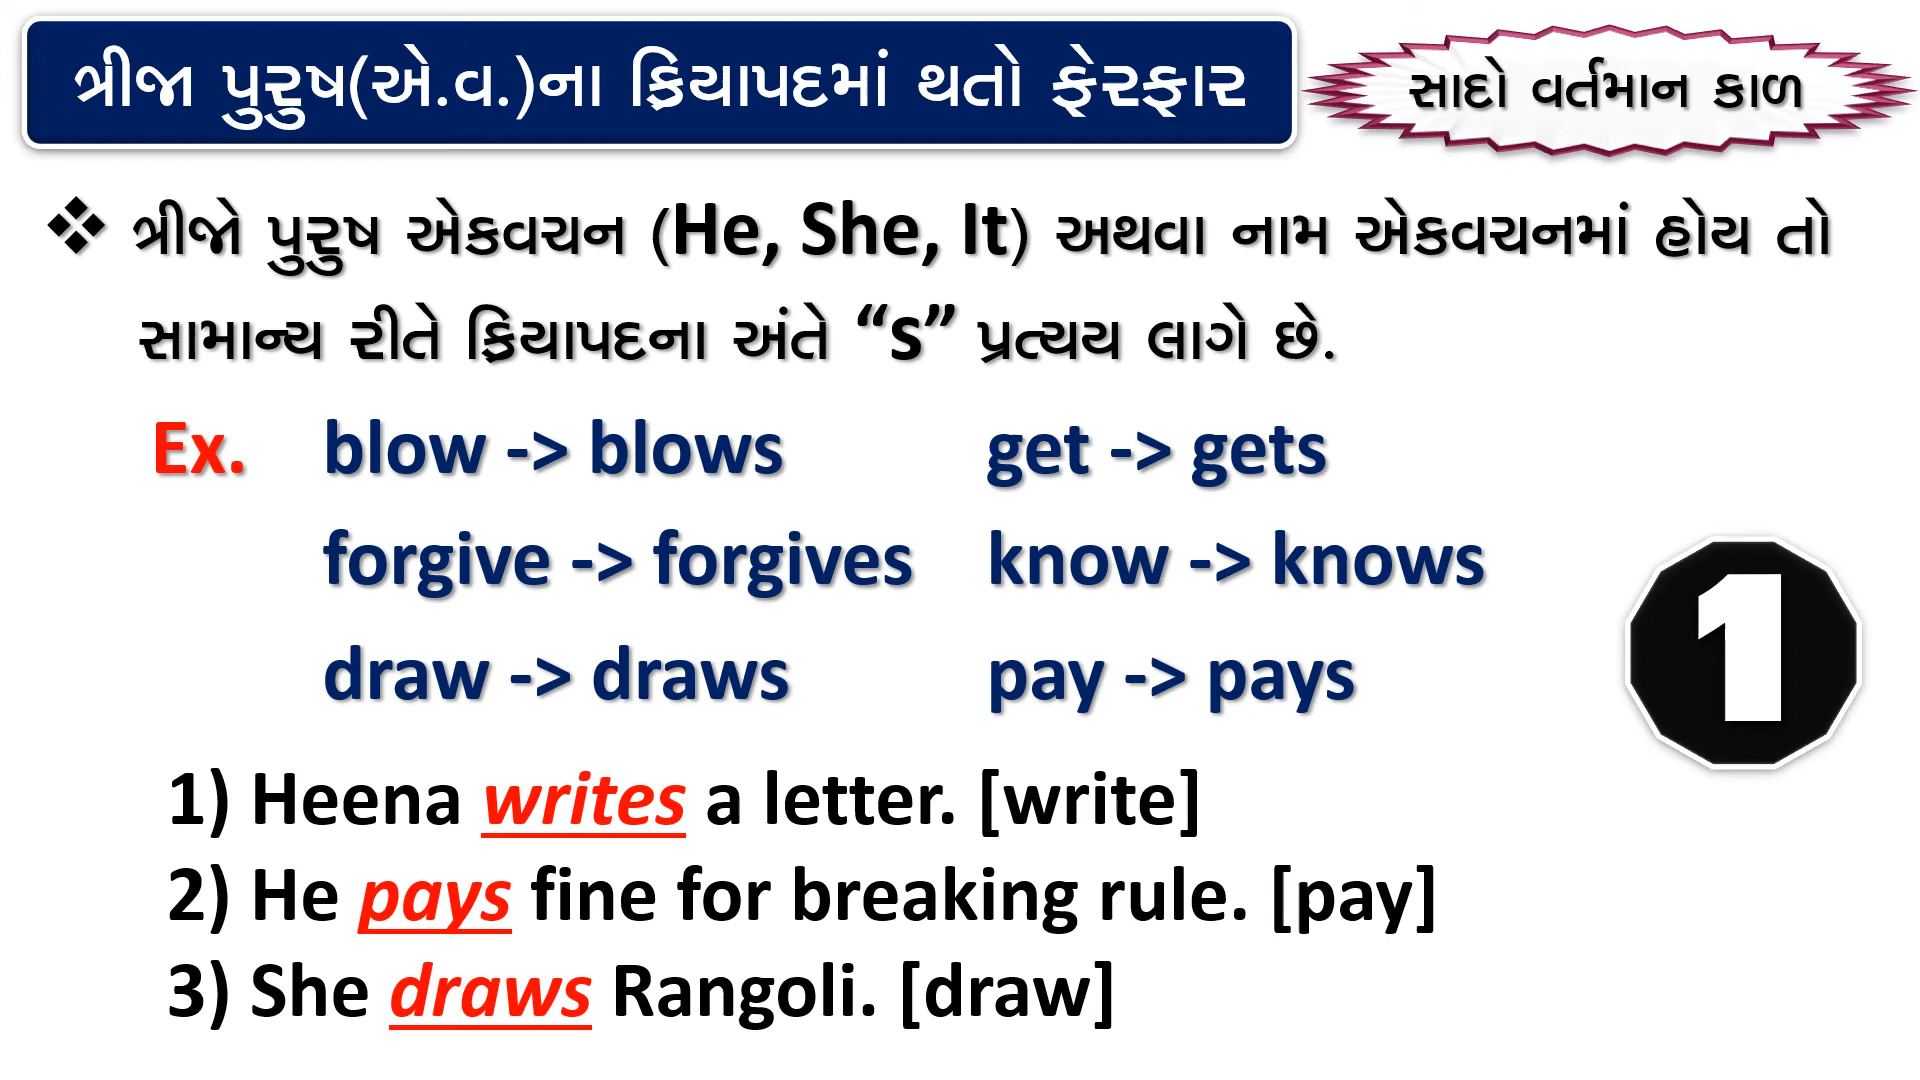 ત્રીજા પુરુષ(એ.વ.)ના ક્રિયાપદમાં થતો ફેરફાર
સાદો વર્તમાન કાળ
❖ ત્રીજો પુરુષ એકવચન (He, She, It) અથવા નામ એકવચનમાં હોય તો
સામાન્ય રીતે ક્રિયાપદના અંતે “s” પ્રત્યય લાગે છે.
Ex. blow -> blows get -> gets
forgive -> forgives know -> knows
draw -> draws pay -> pays
1
1) Heena writes a letter. [write]
2) He pays fine for breaking rule. [pay]
3) She draws Rangoli. [draw]